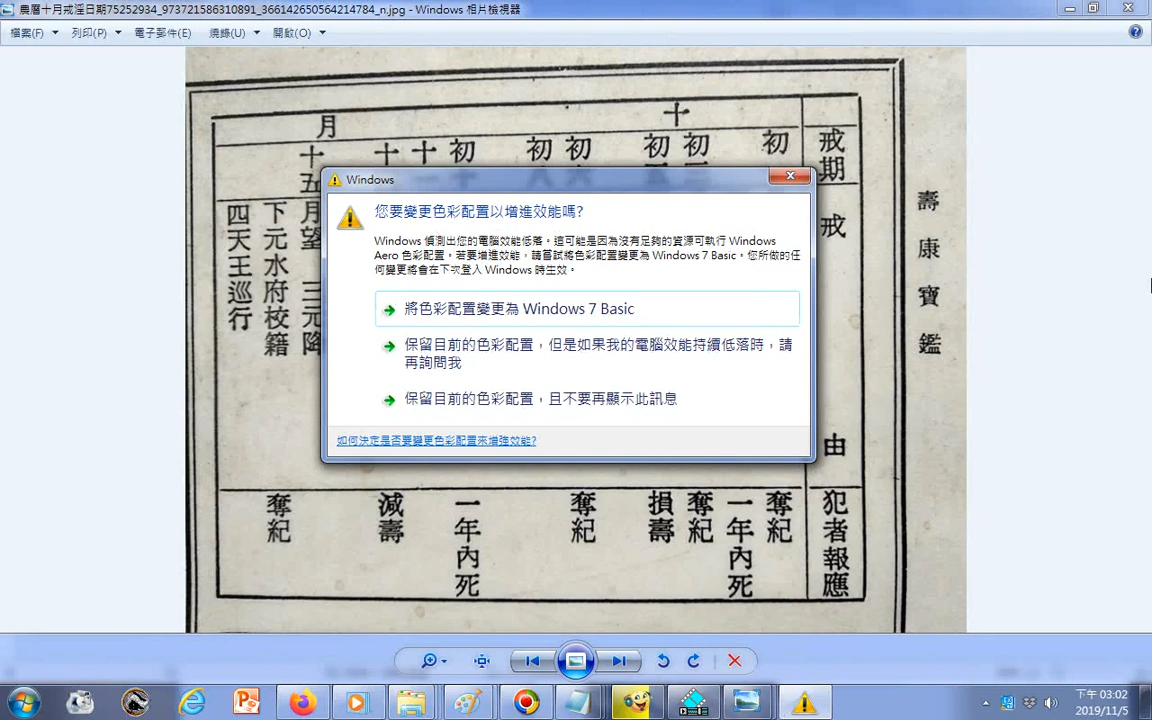 農曆十月戒淫日期75252934_973721586310891_366142650564214784_n.jpg - Windows 相片檢視器
檔案(F) 列印(P) 電子郵件(E) 燒錄(U) 開啟(O)
壽康寶鑑
戒期 戒 由 犯者報應
十月
初 奪紀
一年內死
初三 奪紀
初五 損壽
初六 奪紀
初八
初十 一年內死
十一
十 減壽
十五 月望 三元降
下元水府校籍 奪紀
四天王巡行
Windows
您要變更色彩配置以增進效能嗎?
Windows 偵測出您的電腦效能低落。這可能是因為沒有足夠的資源可執行 Windows
Aero 色彩配置。若要增進效能，請嘗試將色彩配置變更為 Windows 7 Basic。您所做的任
何變更將會在下次登入 Windows 時生效。
將色彩配置變更為 Windows 7 Basic
保留目前的色彩配置，但是如果我的電腦效能持續低落時，請
再詢問我
保留目前的色彩配置，且不要再顯示此訊息
如何決定是否要變更色彩配置來增強效能?
下午 03:02
2019/11/5